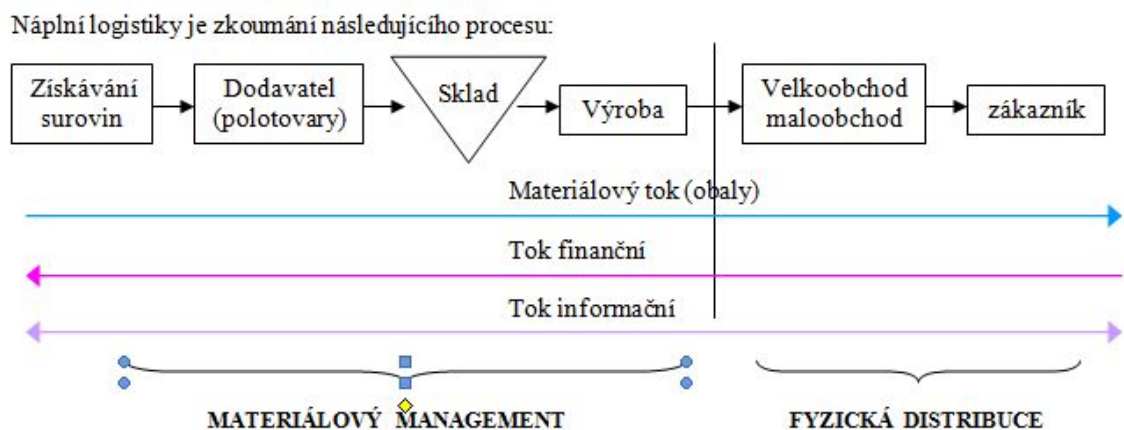 Náplní logistiky je zkoumání následujícího procesu:
Získávání
surovin
Dodavatel
(polotovary)
Sklad
Výroba
Velkoobchod
maloobchod
zákazník
Materiálový tok (obaly)
Tok finanční
Tok informační
MATERIÁLOVÝ MANAGEMENT
FYZICKÁ DISTRIBUCE